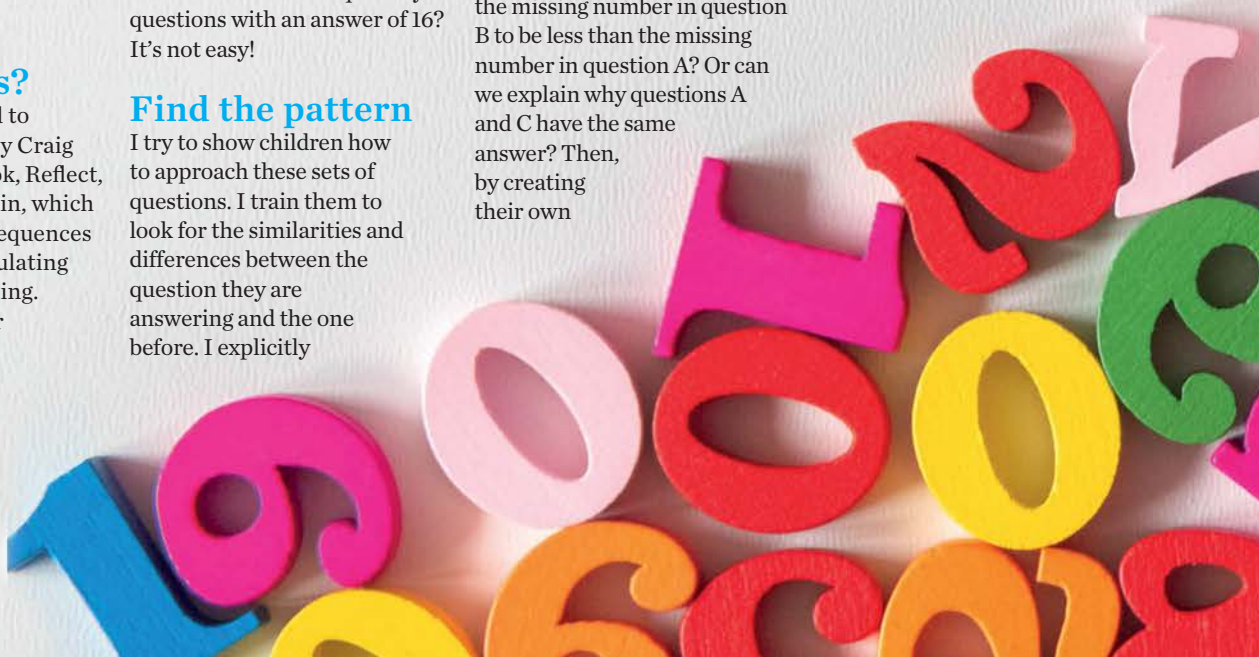 s?
l to
y Craig
ok, Reflect,
in, which
equences
ulating
ing.
r
questions with an answer of 16?
It's not easy!
Find the pattern
I try to show children how
to approach these sets of
questions. I train them to
look for the similarities and
differences between the
question they are
answering and the one
before. I explicitly
the missing number in question
B to be less than the missing
number in question A? Or can
we explain why questions A
and C have the same
answer? Then,
by creating
their own